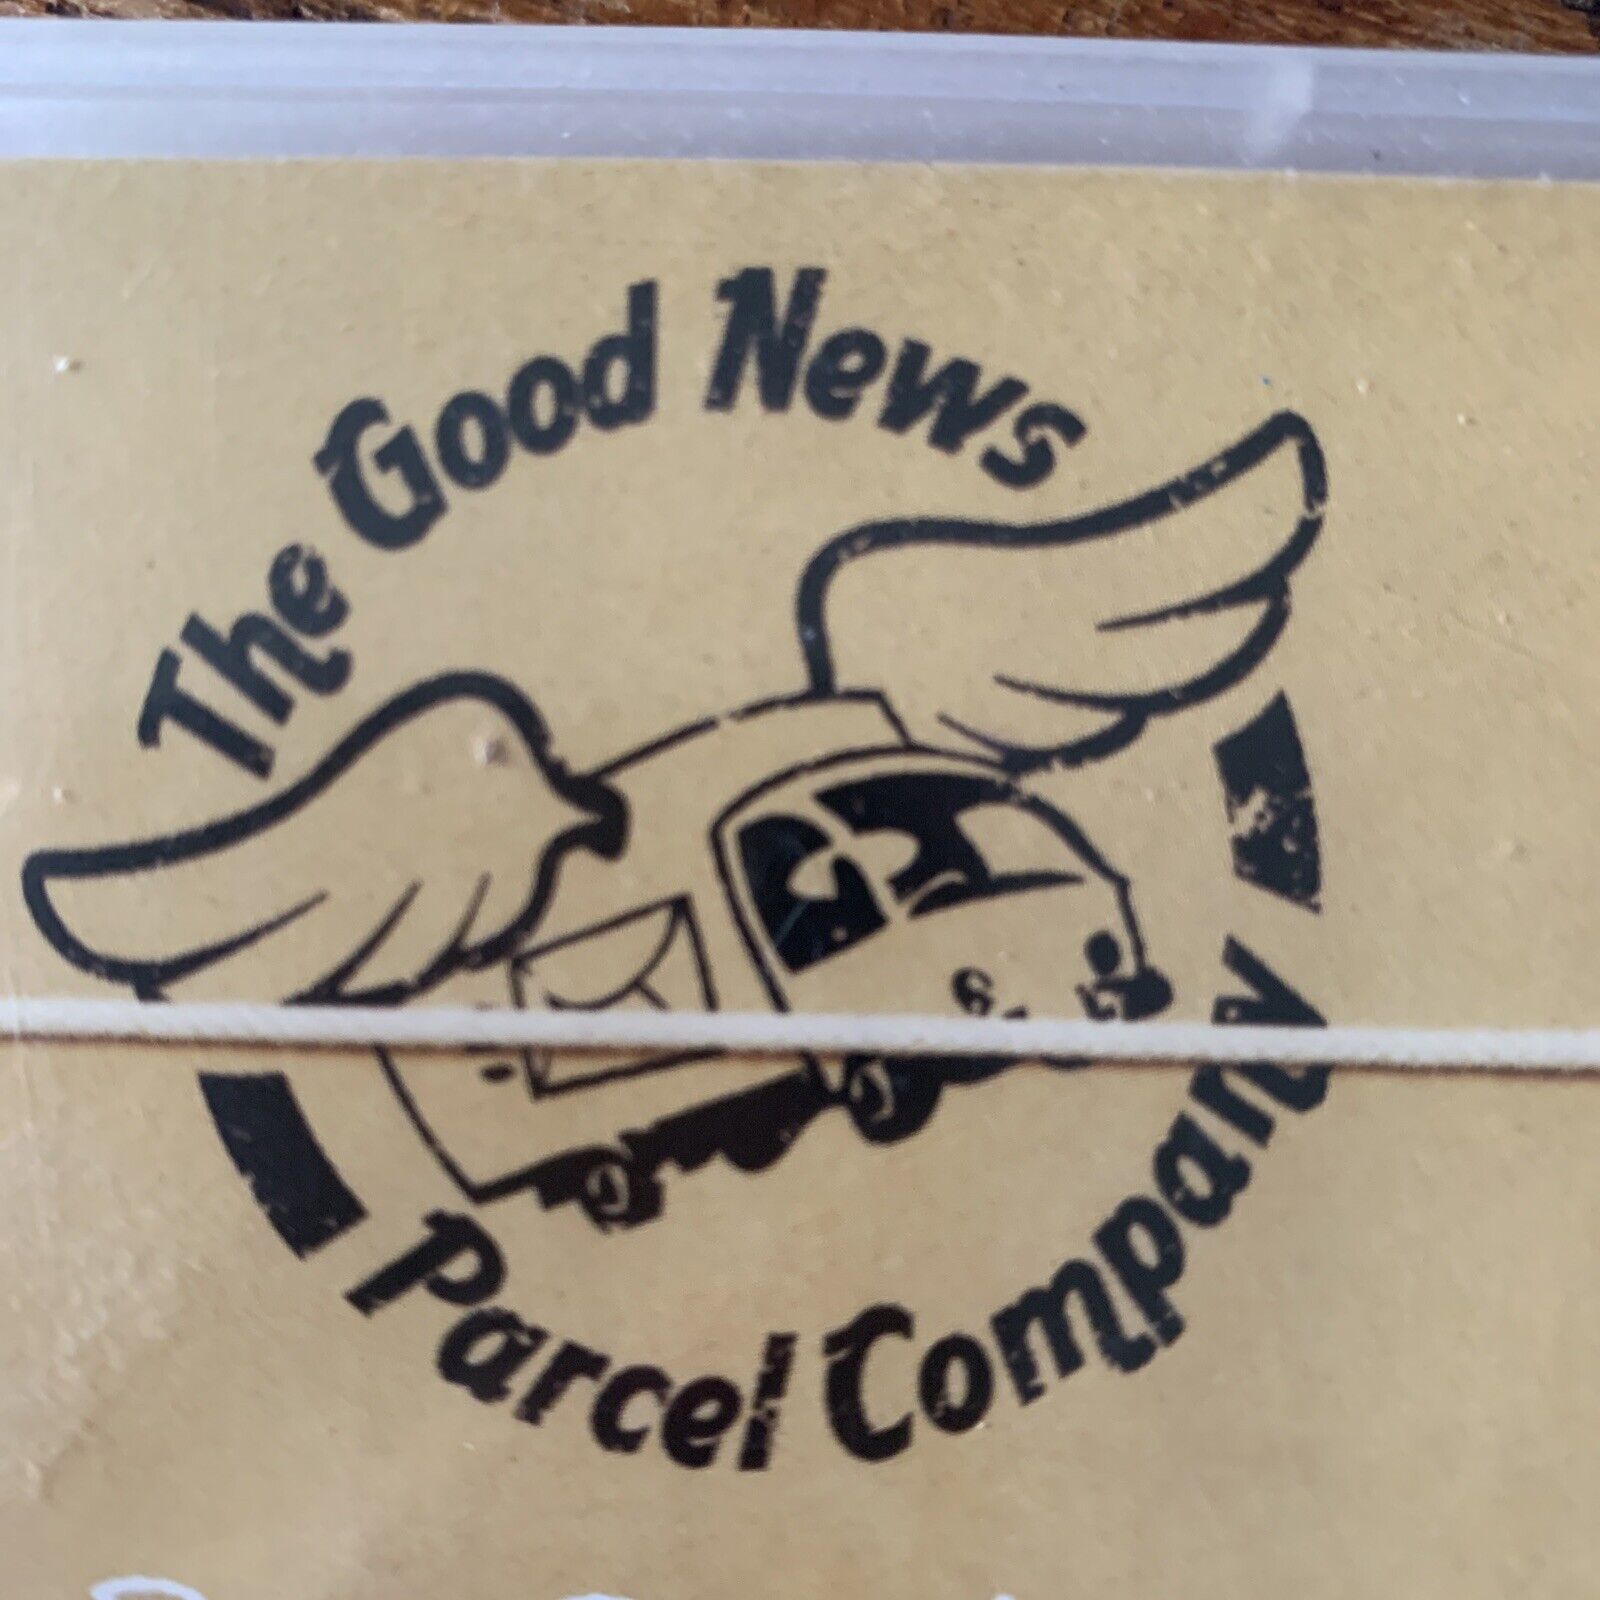 The Good News
Parcel Company